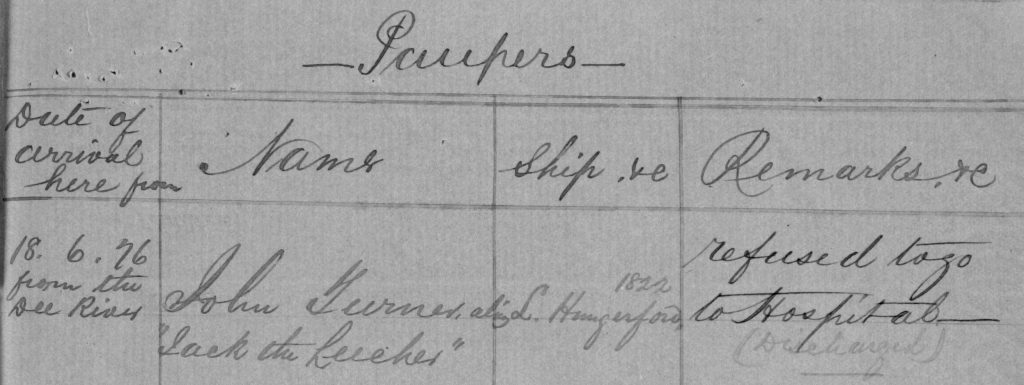 — Paupers —
Date of
arrival
here from
Name
Ship, &c
Remarks, &c
18. 6. 76
from the
Dee River
John Turner, alias
"Jack the Leecher"
1822
L. Hungerford,
refused to go
to Hospital —
(Discharged)